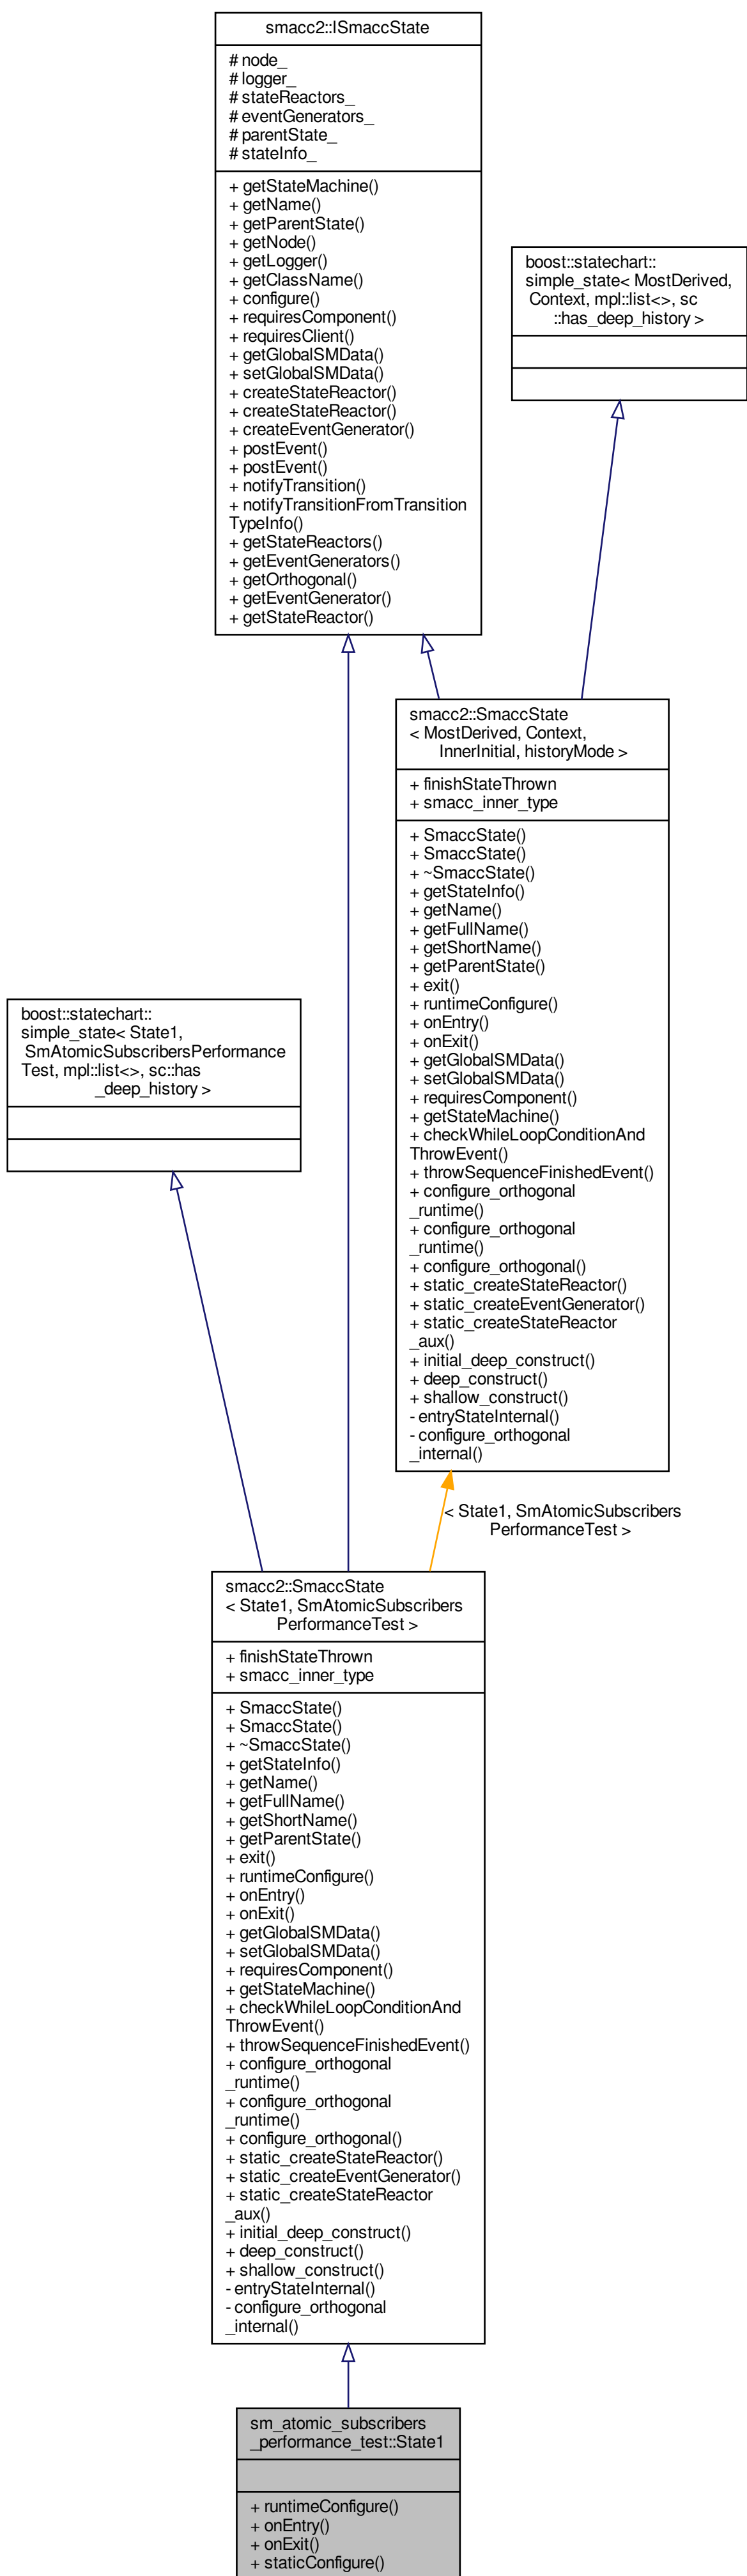 smacc2::ISmaccState
# node_
# logger_
# stateReactors_
# eventGenerators_
# parentState_
# stateInfo_
+ getStateMachine()
+ getName()
+ getParentState()
+ getNode()
+ getLogger()
+ getClassName()
+ configure()
+ requiresComponent()
+ requiresClient()
+ getGlobalSMData()
+ setGlobalSMData()
+ createStateReactor()
+ createStateReactor()
+ createEventGenerator()
+ postEvent()
+ postEvent()
+ notifyTransition()
+ notifyTransitionFromTransition
TypeInfo()
+ getStateReactors()
+ getEventGenerators()
+ getOrthogonal()
+ getEventGenerator()
+ getStateReactor()
boost::statechart::
simple_state< MostDerived,
Context, mpl::list<>, sc
::has_deep_history >
smacc2::SmaccState
< MostDerived, Context,
InnerInitial, historyMode >
+ finishStateThrown
+ smacc_inner_type
+ SmaccState()
+ SmaccState()
+ ~SmaccState()
+ getStateInfo()
+ getName()
+ getFullName()
+ getShortName()
+ getParentState()
+ exit()
+ runtimeConfigure()
+ onEntry()
+ onExit()
+ getGlobalSMData()
+ setGlobalSMData()
+ requiresComponent()
+ getStateMachine()
+ checkWhileLoopConditionAnd
ThrowEvent()
+ throwSequenceFinishedEvent()
+ configure_orthogonal
_runtime()
+ configure_orthogonal
_runtime()
+ configure_orthogonal()
+ static_createStateReactor()
+ static_createEventGenerator()
+ static_createStateReactor
_aux()
+ initial_deep_construct()
+ deep_construct()
+ shallow_construct()
- entryStateInternal()
- configure_orthogonal
_internal()
boost::statechart::
simple_state< State1,
SmAtomicSubscribersPerformance
Test, mpl::list<>, sc::has
_deep_history >
< State1, SmAtomicSubscribers
PerformanceTest >
smacc2::SmaccState
< State1, SmAtomicSubscribers
PerformanceTest >
+ finishStateThrown
+ smacc_inner_type
+ SmaccState()
+ SmaccState()
+ ~SmaccState()
+ getStateInfo()
+ getName()
+ getFullName()
+ getShortName()
+ getParentState()
+ exit()
+ runtimeConfigure()
+ onEntry()
+ onExit()
+ getGlobalSMData()
+ setGlobalSMData()
+ requiresComponent()
+ getStateMachine()
+ checkWhileLoopConditionAnd
ThrowEvent()
+ throwSequenceFinishedEvent()
+ configure_orthogonal
_runtime()
+ configure_orthogonal
_runtime()
+ configure_orthogonal()
+ static_createStateReactor()
+ static_createEventGenerator()
+ static_createStateReactor
_aux()
+ initial_deep_construct()
+ deep_construct()
+ shallow_construct()
- entryStateInternal()
- configure_orthogonal
_internal()
sm_atomic_subscribers
_performance_test::State1
+ runtimeConfigure()
+ onEntry()
+ onExit()
+ staticConfigure()